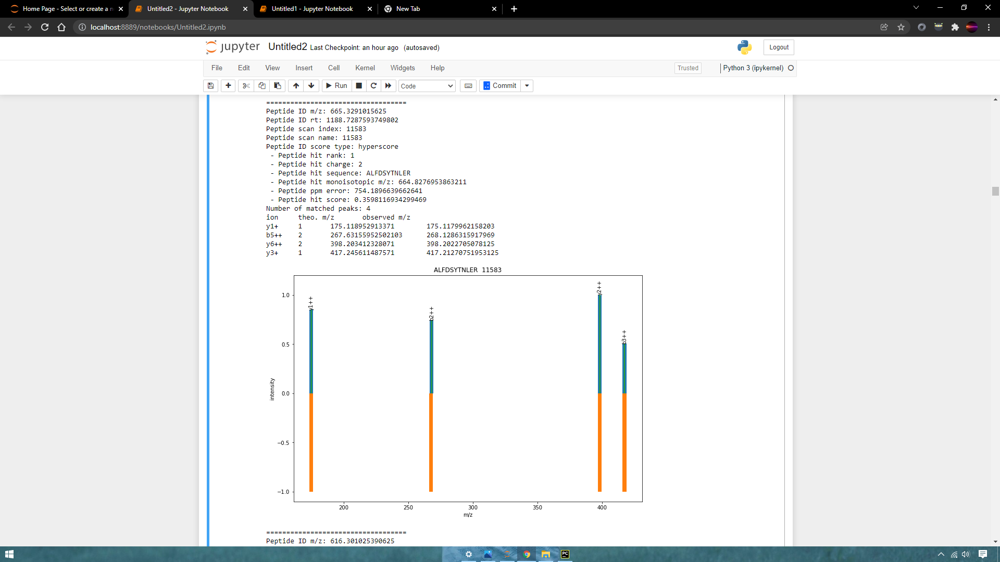 Home Page - Select or create a n
Untitled2 - Jupyter Notebook
Untitled1 - Jupyter Notebook
New Tab
localhost:8889/notebooks/Untitled2.ipynb
jupyter Untitled2 Last Checkpoint: an hour ago (autosaved)
Logout
File Edit View Insert Cell Kernel Widgets Help
Trusted
Python 3 (ipykernel)
Run
Code
Commit
===================================
Peptide ID m/z: 665.3291015625
Peptide ID rt: 1188.7287593749802
Peptide scan index: 11583
Peptide scan name: 11583
Peptide ID score type: hyperscore
- Peptide hit rank: 1
- Peptide hit charge: 2
- Peptide hit sequence: ALFDSYTNLER
- Peptide hit monoisotopic m/z: 664.8276953863211
- Peptide ppm error: 754.1896639662641
- Peptide hit score: 0.3598116934299469
Number of matched peaks: 4
ion theo. m/z observed m/z
y1+ 1 175.118952913371 175.1179962158203
b5++ 2 267.63155952502103 268.1286315917969
y6++ 2 398.203412328071 398.2022705078125
y3+ 1 417.245611487571 417.21270751953125
ALFDSYTNLER 11583
y1++
b2++
y2++
b3++
1.0
0.5
0.0
−0.5
−1.0
intensity
200 250 300 350 400
m/z
===================================
Peptide ID m/z: 616.301025390625
PC